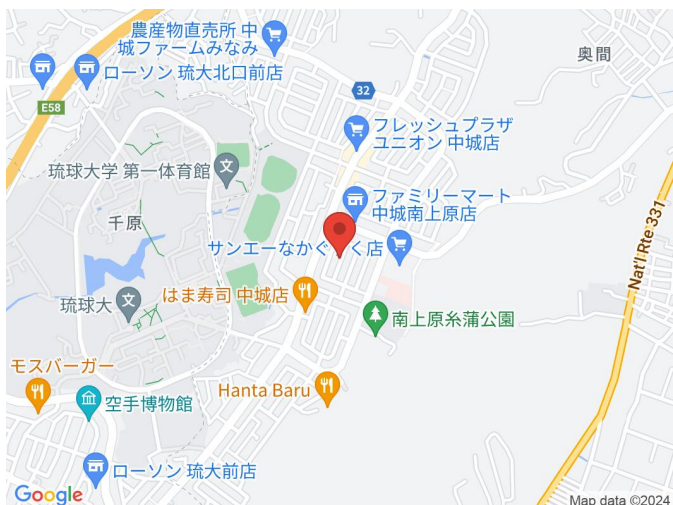 農産物直売所 中
城ファームみなみ
奥間
ローソン 琉大北口前店
32
E58
フレッシュプラザ
ユニオン 中城店
琉球大学 第一体育館
文
ファミリーマート
中城南上原店
千原
サンエーなかぐ
く店
Nat'l Rte 331
はま寿司 中城店
琉球大
文
南上原糸蒲公園
モスバーガー
Hanta Baru
空手博物館
ローソン 琉大前店
Google
Map data ©2024